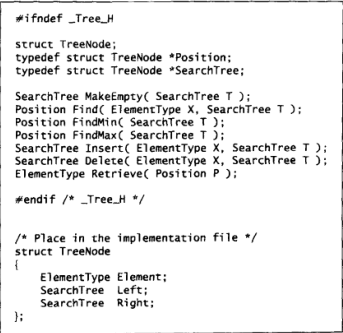 #ifndef _Tree_H
struct TreeNode;
typedef struct TreeNode *Position;
typedef struct TreeNode *SearchTree;
SearchTree MakeEmpty( SearchTree T );
Position Find( ElementType X, SearchTree T );
Position FindMin( SearchTree T );
Position FindMax( SearchTree T );
SearchTree Insert( ElementType X, SearchTree T );
SearchTree Delete( ElementType X, SearchTree T );
ElementType Retrieve( Position P );
#endif /* _Tree_H */
/* Place in the implementation file */
struct TreeNode
{
    ElementType Element;
    SearchTree  Left;
    SearchTree  Right;
};